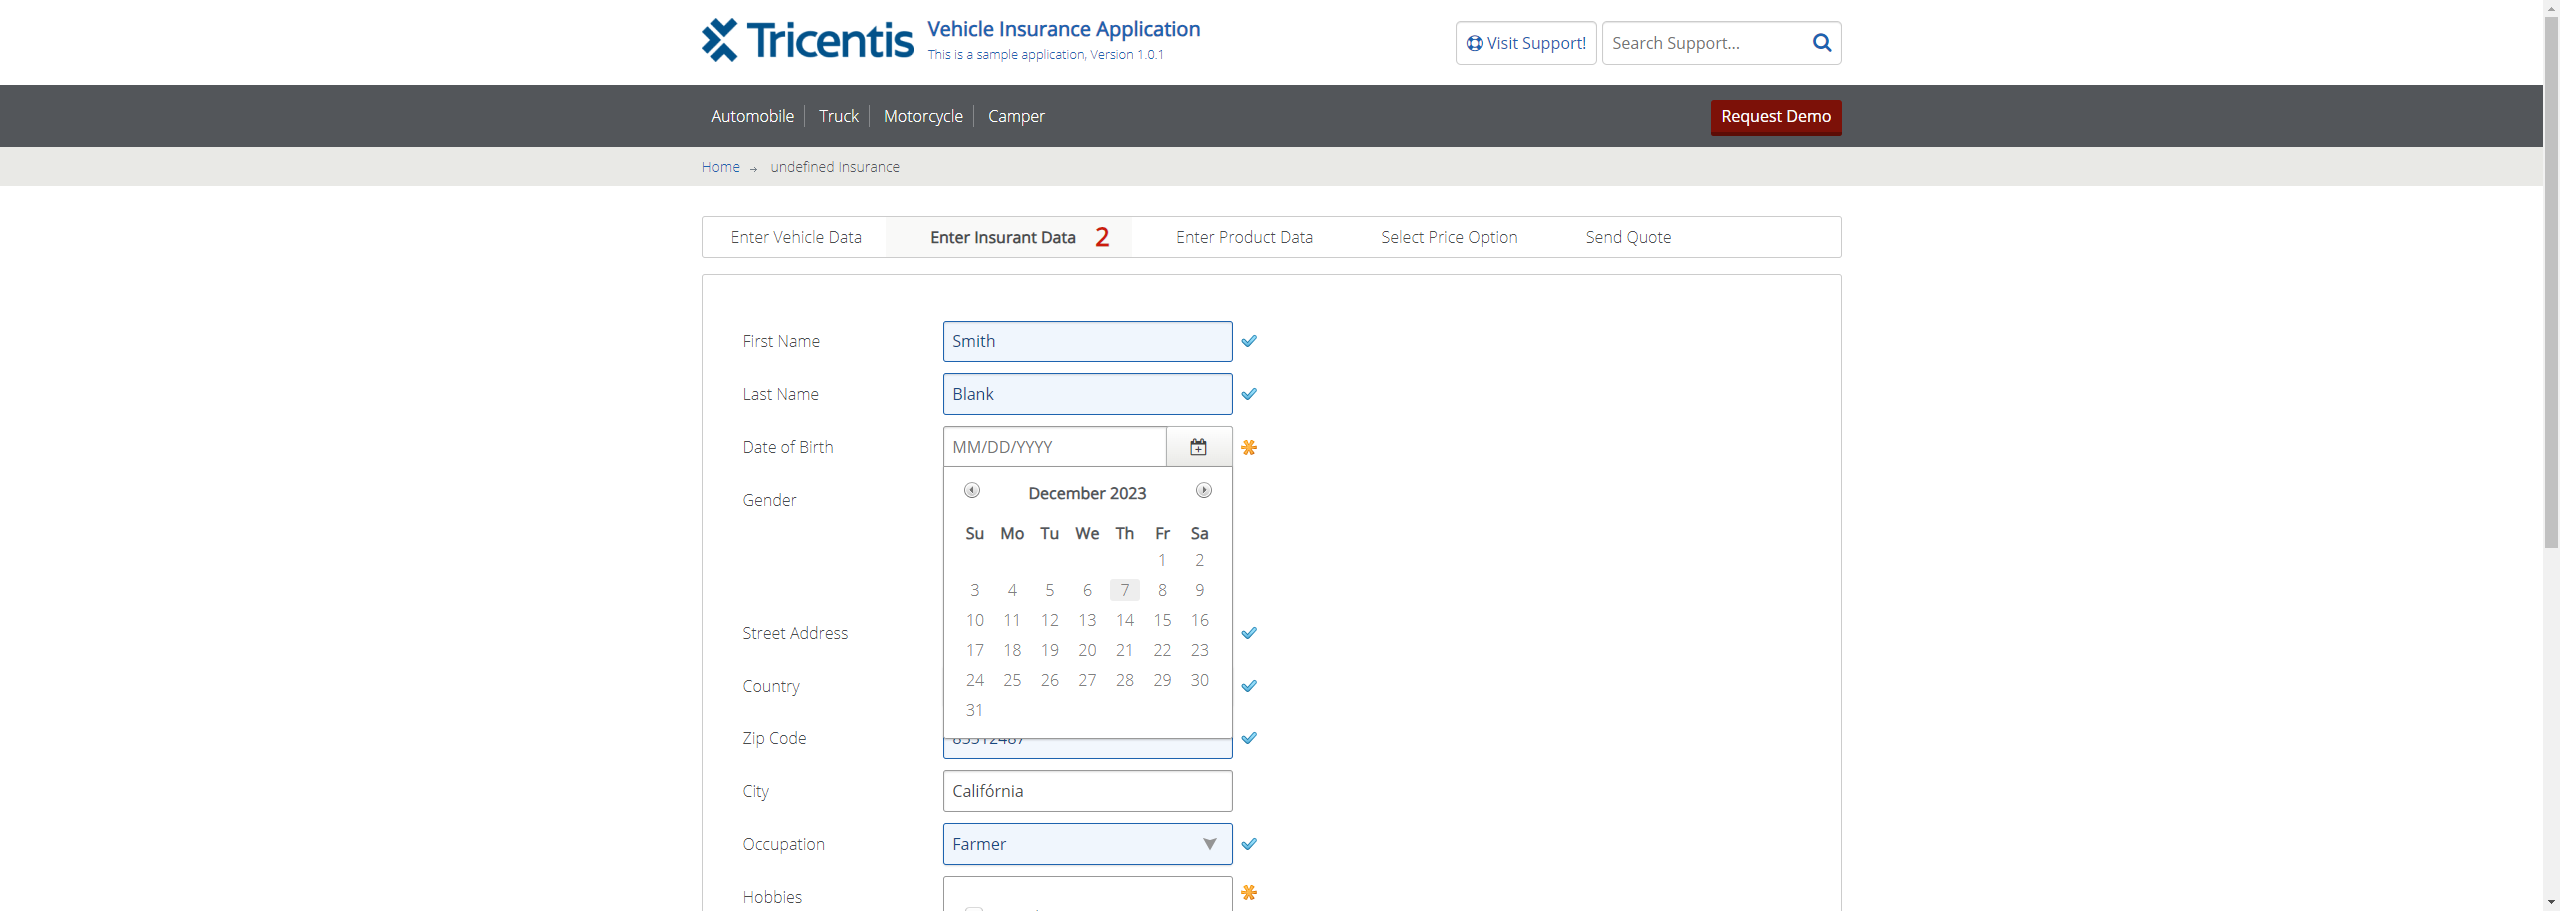 Tricentis
Vehicle Insurance Application
This is a sample application, Version 1.0.1
Visit Support!
Search Support...
Automobile
Truck
Motorcycle
Camper
Request Demo
Home → undefined Insurance
Enter Vehicle Data
Enter Insurant Data 2
Enter Product Data
Select Price Option
Send Quote
First Name
Smith
Last Name
Blank
Date of Birth
MM/DD/YYYY
December 2023
Su Mo Tu We Th Fr Sa
1 2
3 4 5 6 7 8 9
10 11 12 13 14 15 16
17 18 19 20 21 22 23
24 25 26 27 28 29 30
31
Gender
Street Address
Country
Zip Code
City
Califórnia
Occupation
Farmer
Hobbies